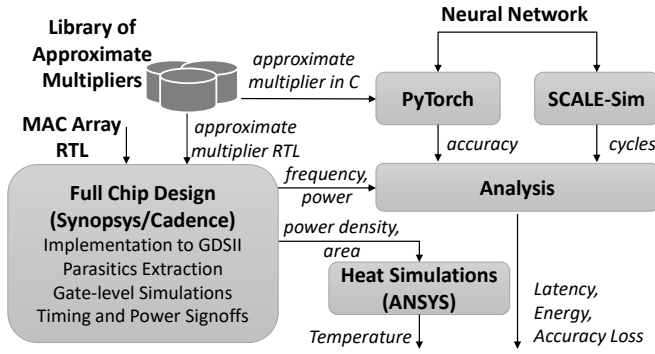 Neural Network
Library of
Approximate
Multipliers
approximate
multiplier in C
PyTorch
SCALE-Sim
MAC Array
RTL
approximate
multiplier RTL
accuracy
cycles
Full Chip Design
(Synopsys/Cadence)
Implementation to GDSII
Parasitics Extraction
Gate-level Simulations
Timing and Power Signoffs
frequency,
power
Analysis
power density,
area
Heat Simulations
(ANSYS)
Temperature
Latency,
Energy,
Accuracy Loss